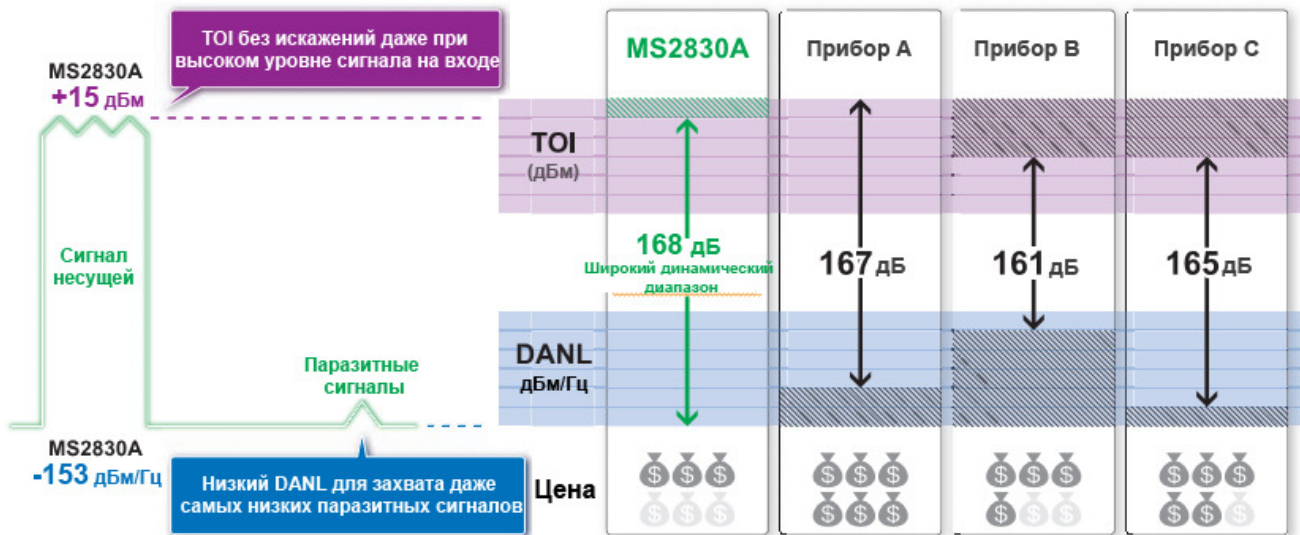 TOI без искажений даже при
высоком уровне сигнала на входе
MS2830A
+15 дБм
Сигнал
несущей
Паразитные
сигналы
MS2830A
-153 дБм/Гц
Низкий DANL для захвата даже
самых низких паразитных сигналов
MS2830A
Прибор A
Прибор B
Прибор C
TOI
(дБм)
168 дБ
Широкий динамический
диапазон
167 дБ
161 дБ
165 дБ
DANL
дБм/Гц
Цена
$ $ $
$ $ $
$ $ $
$ $ $
$ $ $
$ $ $
$ $ $
$ $ $